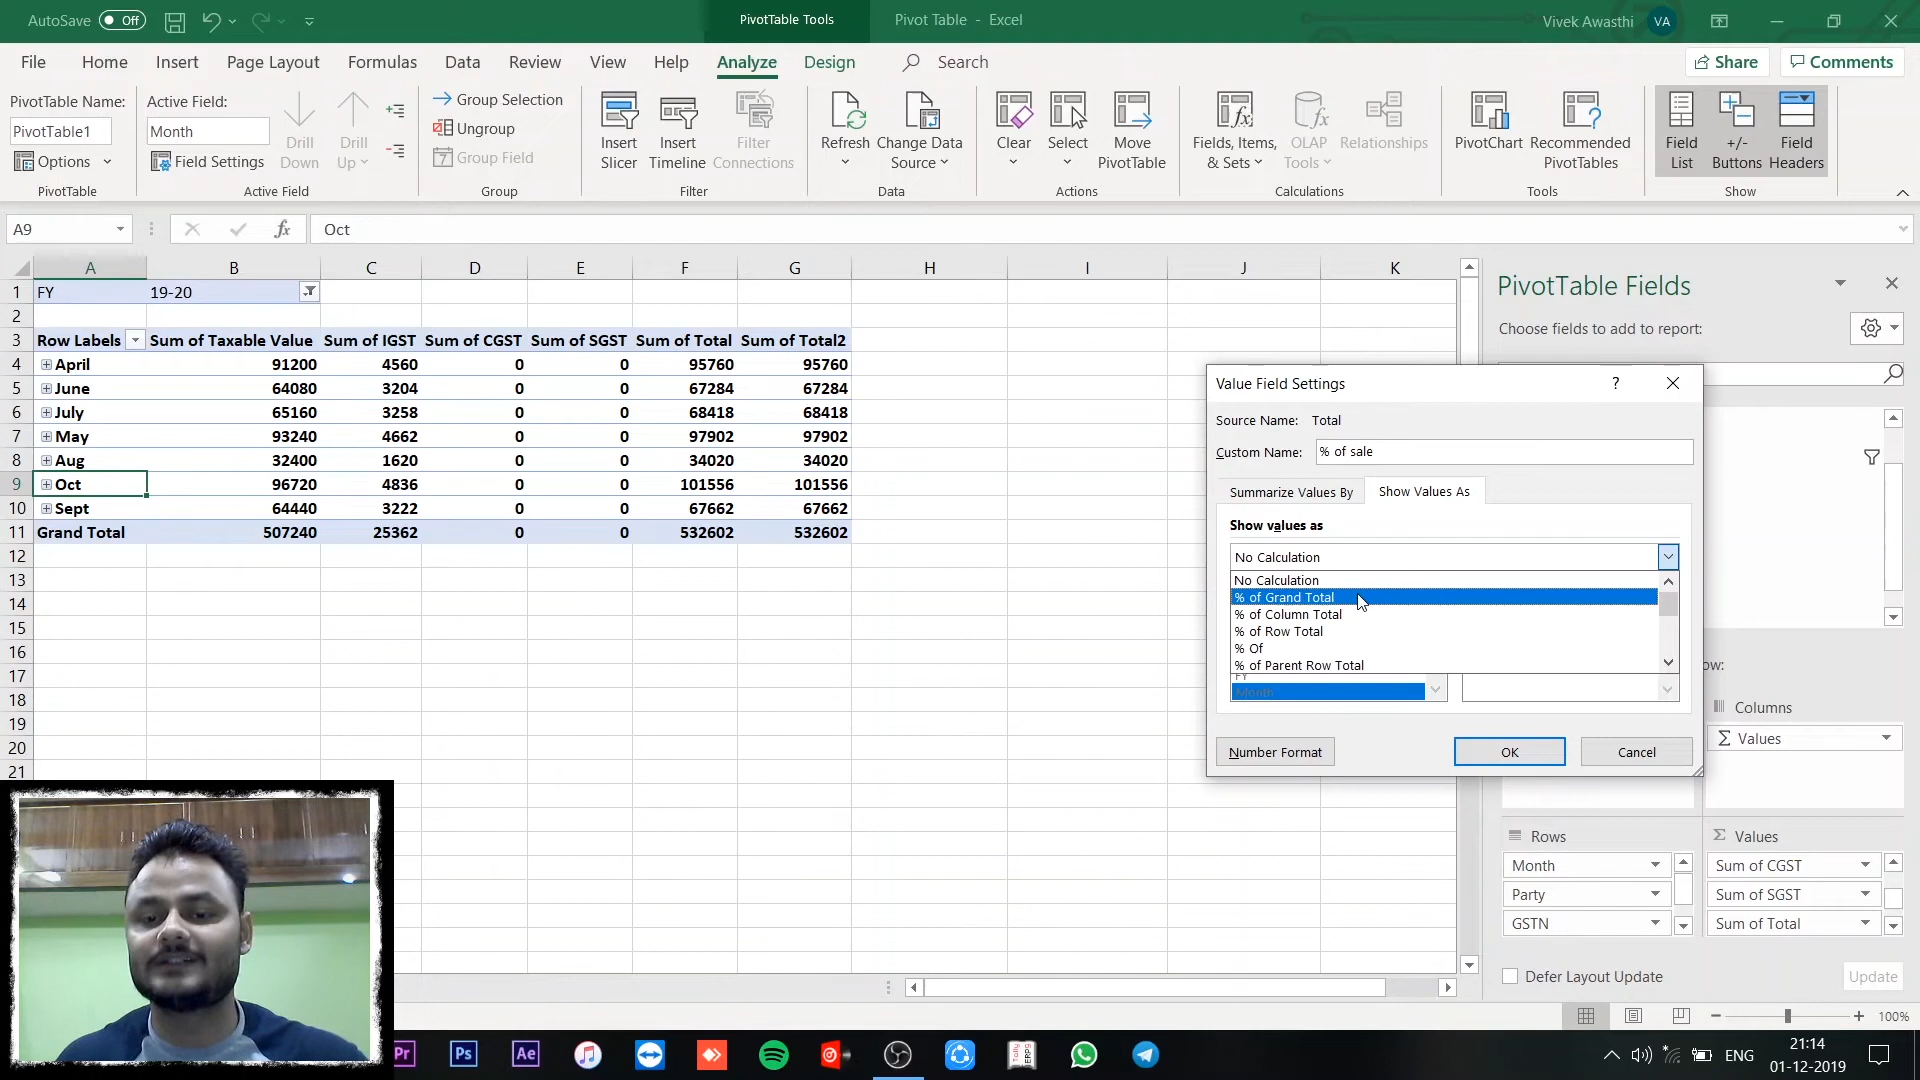 AutoSave Off PivotTable Tools Pivot Table - Excel Vivek Awasthi VA
File Home Insert Page Layout Formulas Data Review View Help Analyze Design Search Share Comments
PivotTable Name:
PivotTable1
Options
PivotTable
Active Field:
Month
Field Settings
Drill Down
Drill Up
Active Field
Group Selection
Ungroup
Group Field
Group
Insert Slicer
Insert Timeline
Filter Connections
Filter
Refresh
Change Data Source
Data
Clear
Select
Move PivotTable
Actions
Fields, Items, & Sets
OLAP Tools
Relationships
Calculations
PivotChart
Recommended PivotTables
Tools
Field List
+/- Buttons
Field Headers
Show
A9 fx Oct
A B C D E F G H I J K
1 FY 19-20
2
3 Row Labels Sum of Taxable Value Sum of IGST Sum of CGST Sum of SGST Sum of Total Sum of Total2
4 April 91200 4560 0 0 95760 95760
5 June 64080 3204 0 0 67284 67284
6 July 65160 3258 0 0 68418 68418
7 May 93240 4662 0 0 97902 97902
8 Aug 32400 1620 0 0 34020 34020
9 Oct 96720 4836 0 0 101556 101556
10 Sept 64440 3222 0 0 67662 67662
11 Grand Total 507240 25362 0 0 532602 532602
12
13
14
15
16
17
18
19
20
21
PivotTable Fields
Choose fields to add to report:
Value Field Settings ?
Source Name: Total
Custom Name: % of sale
Summarize Values By Show Values As
Show values as
No Calculation
No Calculation
% of Grand Total
% of Column Total
% of Row Total
% Of
% of Parent Row Total
FY
Month
Number Format OK Cancel
ow:
Columns
Σ Values
Rows
Month
Party
GSTN
Σ Values
Sum of CGST
Sum of SGST
Sum of Total
Defer Layout Update Update
100%
Pr Ps Ae Tally ERP9 ENG
21:14
01-12-2019